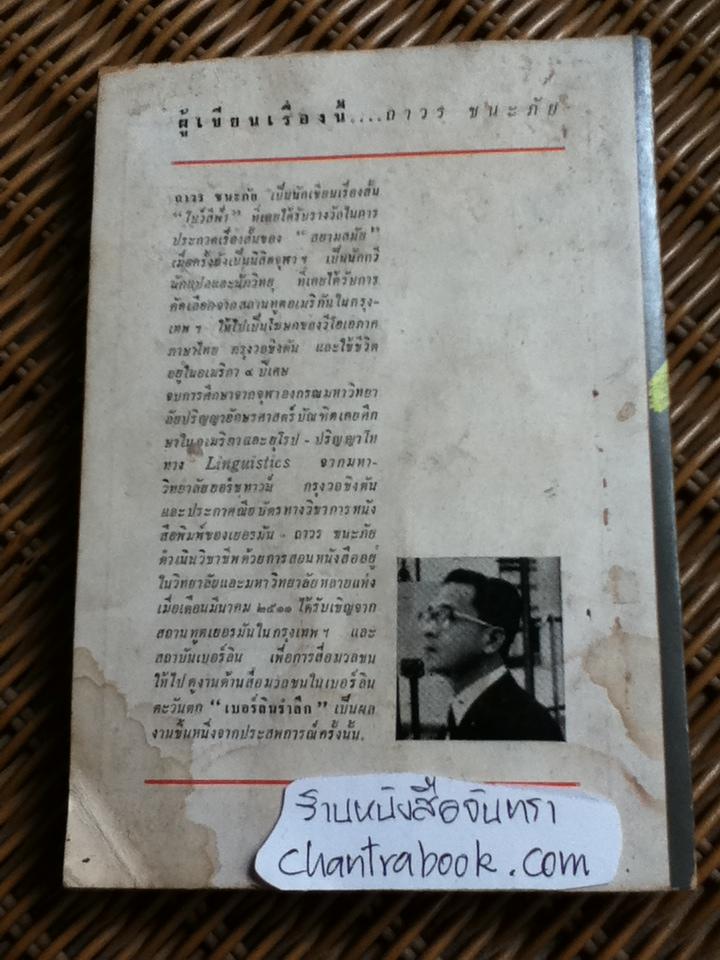 ผู้เขียนเรื่องนี้....ถาวร ชนะภัย
ถาวร ชนะภัย เป็นนักเขียนเรื่องสั้น
ที่เคยได้รับรางวัลในการ
ประกวดเรื่องสั้นของ "สยามสมัย"
เมื่อครั้งยังเป็นนิสิตจุฬา ฯ เป็นนักกวี
นักแปลและนักวิทยุ ที่เคยได้รับการ
คัดเลือกจากสถานทูตอเมริกันในกรุง-
เทพ ฯ ให้ไปเป็นโฆษกของวีโอเอภาค
ภาษาไทย กรุงวอชิงตัน และใช้ชีวิต
อยู่ในอเมริกา ๔ ปีเศษ
จบการศึกษาจากจุฬาลงกรณมหาวิทยา
ลัยปริญญาอักษรศาสตร์บัณฑิตเคยศึก
ษาในอเมริกาและยุโรป - ปริญญาโท
ทาง Linguistics จากมหา-
วิทยาลัยยอร์ชทาวน์ กรุงวอชิงตัน
และประกาศนียบัตรทางวิชาการหนัง
สือพิมพ์ของเยอรมัน - ถาวร ชนะภัย
ดำเนินวิชาชีพด้วยการสอนหนังสืออยู่
ในวิทยาลัยและมหาวิทยาลัยหลายแห่ง
เมื่อเดือนมีนาคม ๒๕๑๑ ได้รับเชิญจาก
สถานทูตเยอรมันในกรุงเทพ ฯ และ
สถาบันเบอร์ลิน เพื่อการสื่อมวลชน
ให้ไปดูงานด้านสื่อมวลชนในเบอร์ลิน
ตะวันตก "เบอร์ลินรำลึก" เป็นผล
งานชิ้นหนึ่งจากประสพการณ์ครั้งนั้น.
ร้านหนังสือจันทรา
chantrabook.com